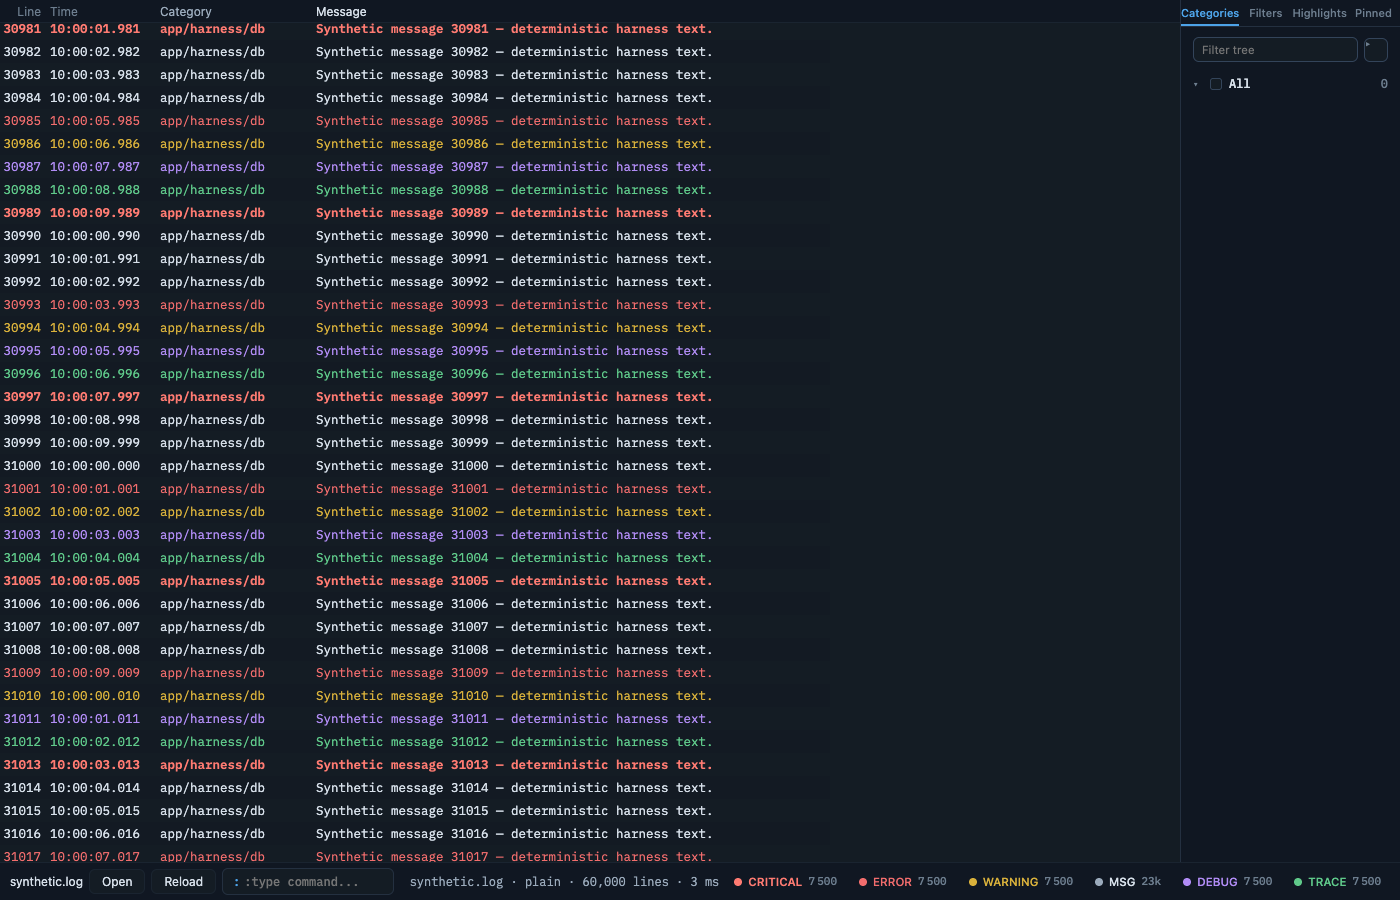 Line Time Category Message
30981 10:00:01.981 app/harness/db Synthetic message 30981 — deterministic harness text.
30982 10:00:02.982 app/harness/db Synthetic message 30982 — deterministic harness text.
30983 10:00:03.983 app/harness/db Synthetic message 30983 — deterministic harness text.
30984 10:00:04.984 app/harness/db Synthetic message 30984 — deterministic harness text.
30985 10:00:05.985 app/harness/db Synthetic message 30985 — deterministic harness text.
30986 10:00:06.986 app/harness/db Synthetic message 30986 — deterministic harness text.
30987 10:00:07.987 app/harness/db Synthetic message 30987 — deterministic harness text.
30988 10:00:08.988 app/harness/db Synthetic message 30988 — deterministic harness text.
30989 10:00:09.989 app/harness/db Synthetic message 30989 — deterministic harness text.
30990 10:00:00.990 app/harness/db Synthetic message 30990 — deterministic harness text.
30991 10:00:01.991 app/harness/db Synthetic message 30991 — deterministic harness text.
30992 10:00:02.992 app/harness/db Synthetic message 30992 — deterministic harness text.
30993 10:00:03.993 app/harness/db Synthetic message 30993 — deterministic harness text.
30994 10:00:04.994 app/harness/db Synthetic message 30994 — deterministic harness text.
30995 10:00:05.995 app/harness/db Synthetic message 30995 — deterministic harness text.
30996 10:00:06.996 app/harness/db Synthetic message 30996 — deterministic harness text.
30997 10:00:07.997 app/harness/db Synthetic message 30997 — deterministic harness text.
30998 10:00:08.998 app/harness/db Synthetic message 30998 — deterministic harness text.
30999 10:00:09.999 app/harness/db Synthetic message 30999 — deterministic harness text.
31000 10:00:00.000 app/harness/db Synthetic message 31000 — deterministic harness text.
31001 10:00:01.001 app/harness/db Synthetic message 31001 — deterministic harness text.
31002 10:00:02.002 app/harness/db Synthetic message 31002 — deterministic harness text.
31003 10:00:03.003 app/harness/db Synthetic message 31003 — deterministic harness text.
31004 10:00:04.004 app/harness/db Synthetic message 31004 — deterministic harness text.
31005 10:00:05.005 app/harness/db Synthetic message 31005 — deterministic harness text.
31006 10:00:06.006 app/harness/db Synthetic message 31006 — deterministic harness text.
31007 10:00:07.007 app/harness/db Synthetic message 31007 — deterministic harness text.
31008 10:00:08.008 app/harness/db Synthetic message 31008 — deterministic harness text.
31009 10:00:09.009 app/harness/db Synthetic message 31009 — deterministic harness text.
31010 10:00:00.010 app/harness/db Synthetic message 31010 — deterministic harness text.
31011 10:00:01.011 app/harness/db Synthetic message 31011 — deterministic harness text.
31012 10:00:02.012 app/harness/db Synthetic message 31012 — deterministic harness text.
31013 10:00:03.013 app/harness/db Synthetic message 31013 — deterministic harness text.
31014 10:00:04.014 app/harness/db Synthetic message 31014 — deterministic harness text.
31015 10:00:05.015 app/harness/db Synthetic message 31015 — deterministic harness text.
31016 10:00:06.016 app/harness/db Synthetic message 31016 — deterministic harness text.
31017 10:00:07.017 app/harness/db Synthetic message 31017 — deterministic harness text.
Categories Filters Highlights Pinned
Filter tree
All 0
synthetic.log Open Reload : :type command... synthetic.log · plain · 60,000 lines · 3 ms CRITICAL 7 500 ERROR 7 500 WARNING 7 500 MSG 23k DEBUG 7 500 TRACE 7 500